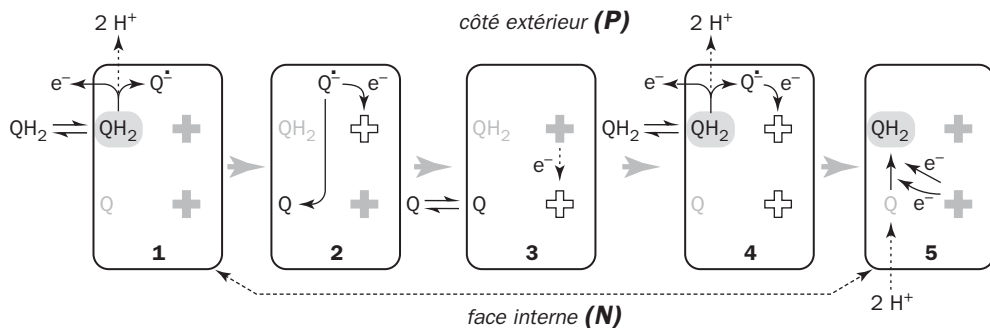 2 H⁺ côté extérieur (P) 2 H⁺
e⁻ Q∸ Q∸ e⁻ e⁻ Q∸ e⁻
QH₂ QH₂ QH₂ QH₂ QH₂ QH₂ QH₂
e⁻ e⁻
Q Q Q Q Q e⁻ Q
1 2 3 4 5
2 H⁺
face interne (N)